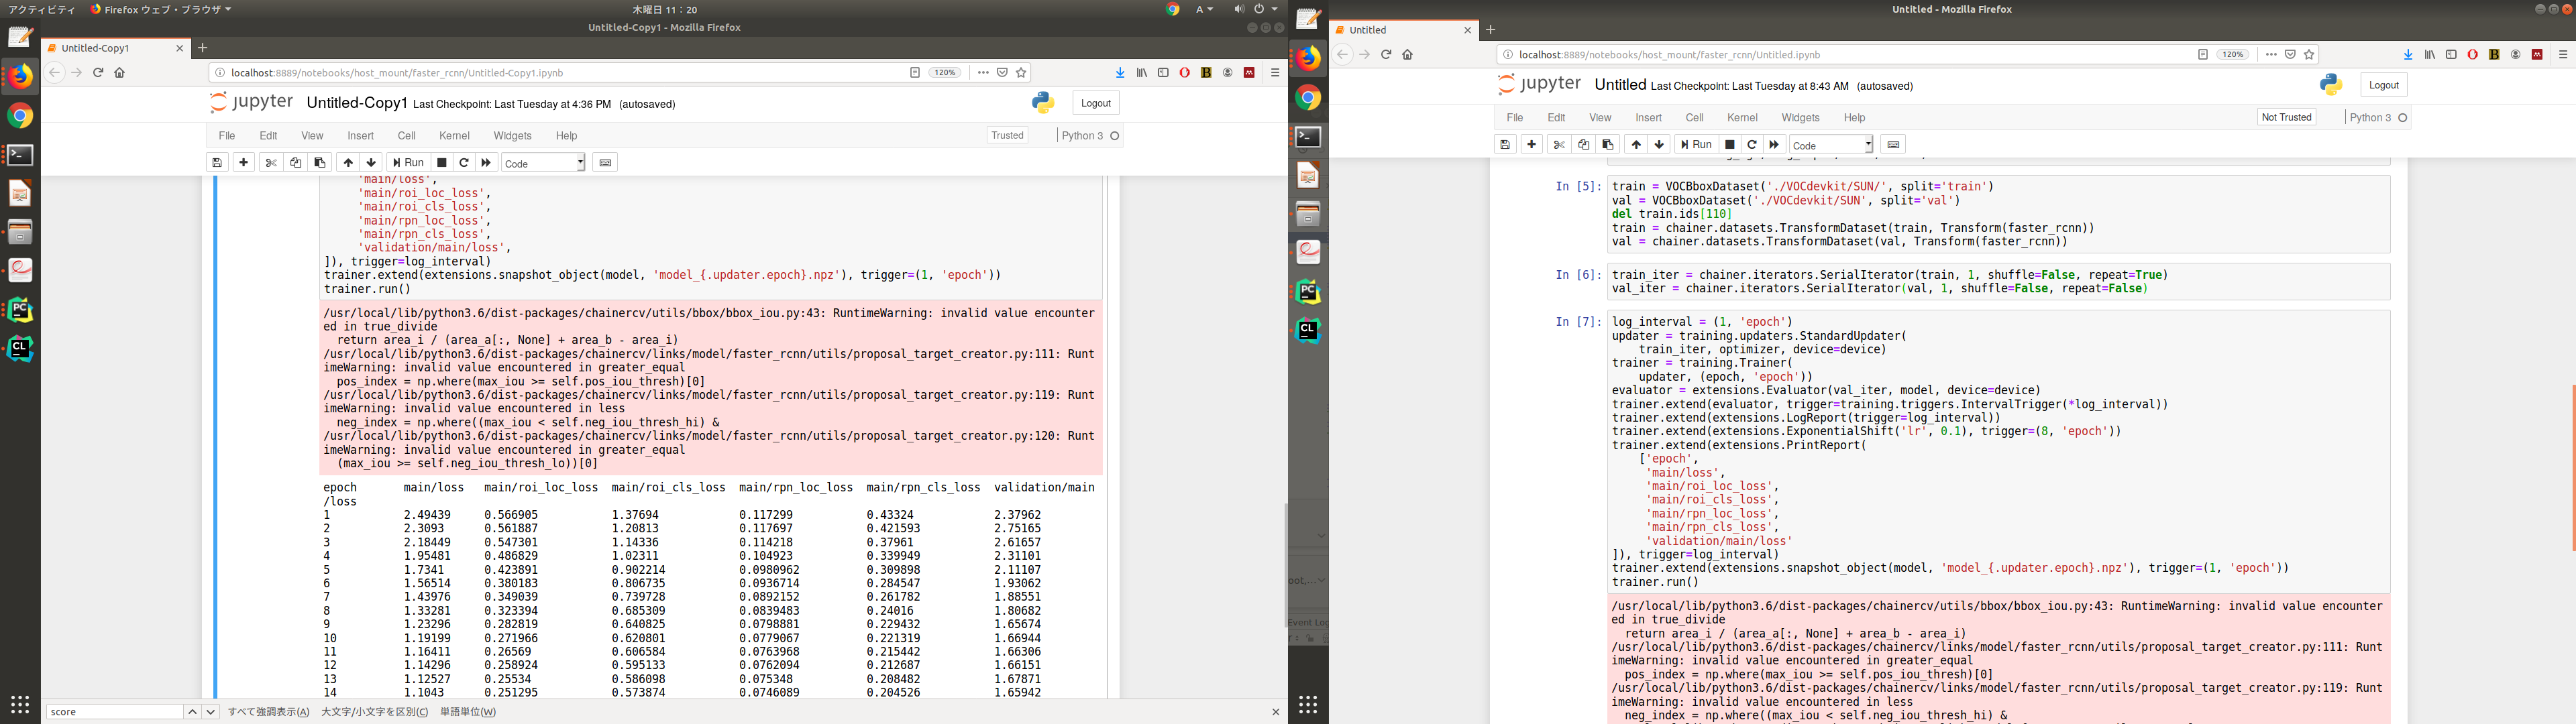 アクティビティ
Firefox ウェブ・ブラウザ
木曜日 11：20
A
Untitled-Copy1 - Mozilla Firefox
Untitled-Copy1
localhost:8889/notebooks/host_mount/faster_rcnn/Untitled-Copy1.ipynb
120%
jupyter Untitled-Copy1 Last Checkpoint: Last Tuesday at 4:36 PM (autosaved)
Logout
File Edit View Insert Cell Kernel Widgets Help
Trusted
Python 3
Run
Code
'main/loss',
'main/roi_loc_loss',
'main/roi_cls_loss',
'main/rpn_loc_loss',
'main/rpn_cls_loss',
'validation/main/loss',
]), trigger=log_interval)
trainer.extend(extensions.snapshot_object(model, 'model_{.updater.epoch}.npz'), trigger=(1, 'epoch'))
trainer.run()
/usr/local/lib/python3.6/dist-packages/chainercv/utils/bbox/bbox_iou.py:43: RuntimeWarning: invalid value encounter
ed in true_divide
return area_i / (area_a[:, None] + area_b - area_i)
/usr/local/lib/python3.6/dist-packages/chainercv/links/model/faster_rcnn/utils/proposal_target_creator.py:111: Runt
imeWarning: invalid value encountered in greater_equal
pos_index = np.where(max_iou >= self.pos_iou_thresh)[0]
/usr/local/lib/python3.6/dist-packages/chainercv/links/model/faster_rcnn/utils/proposal_target_creator.py:119: Runt
imeWarning: invalid value encountered in less
neg_index = np.where((max_iou < self.neg_iou_thresh_hi) &
/usr/local/lib/python3.6/dist-packages/chainercv/links/model/faster_rcnn/utils/proposal_target_creator.py:120: Runt
imeWarning: invalid value encountered in greater_equal
(max_iou >= self.neg_iou_thresh_lo))[0]
epoch main/loss main/roi_loc_loss main/roi_cls_loss main/rpn_loc_loss main/rpn_cls_loss validation/main
/loss
1 2.49439 0.566905 1.37694 0.117299 0.43324 2.37962
2 2.3093 0.561887 1.20813 0.117697 0.421593 2.75165
3 2.18449 0.547301 1.14336 0.114218 0.37961 2.61657
4 1.95481 0.486829 1.02311 0.104923 0.339949 2.31101
5 1.7341 0.423891 0.902214 0.0980962 0.309898 2.11107
6 1.56514 0.380183 0.806735 0.0936714 0.284547 1.93062
7 1.43976 0.349039 0.739728 0.0892152 0.261782 1.88551
8 1.33281 0.323394 0.685309 0.0839483 0.24016 1.80682
9 1.23296 0.282819 0.640825 0.0798881 0.229432 1.65674
10 1.19199 0.271966 0.620801 0.0779067 0.221319 1.66944
11 1.16411 0.26569 0.606584 0.0763968 0.215442 1.66306
12 1.14296 0.258924 0.595133 0.0762094 0.212687 1.66151
13 1.12527 0.25534 0.586098 0.075348 0.208482 1.67871
14 1.1043 0.251295 0.573874 0.0746089 0.204526 1.65942
score
すべて強調表示(A) 大文字/小文字を区別(C) 単語単位(W)
oot,...
Event Log
Untitled - Mozilla Firefox
Untitled
localhost:8889/notebooks/host_mount/faster_rcnn/Untitled.ipynb
120%
jupyter Untitled Last Checkpoint: Last Tuesday at 8:43 AM (autosaved)
Logout
File Edit View Insert Cell Kernel Widgets Help
Not Trusted
Python 3
Run
Code
In [5]: train = VOCBboxDataset('./VOCdevkit/SUN/', split='train')
val = VOCBboxDataset('./VOCdevkit/SUN', split='val')
del train.ids[110]
train = chainer.datasets.TransformDataset(train, Transform(faster_rcnn))
val = chainer.datasets.TransformDataset(val, Transform(faster_rcnn))
In [6]: train_iter = chainer.iterators.SerialIterator(train, 1, shuffle=False, repeat=True)
val_iter = chainer.iterators.SerialIterator(val, 1, shuffle=False, repeat=False)
In [7]: log_interval = (1, 'epoch')
updater = training.updaters.StandardUpdater(
train_iter, optimizer, device=device)
trainer = training.Trainer(
updater, (epoch, 'epoch'))
evaluator = extensions.Evaluator(val_iter, model, device=device)
trainer.extend(evaluator, trigger=training.triggers.IntervalTrigger(*log_interval))
trainer.extend(extensions.LogReport(trigger=log_interval))
trainer.extend(extensions.ExponentialShift('lr', 0.1), trigger=(8, 'epoch'))
trainer.extend(extensions.PrintReport(
['epoch',
'main/loss',
'main/roi_loc_loss',
'main/roi_cls_loss',
'main/rpn_loc_loss',
'main/rpn_cls_loss',
'validation/main/loss'
]), trigger=log_interval)
trainer.extend(extensions.snapshot_object(model, 'model_{.updater.epoch}.npz'), trigger=(1, 'epoch'))
trainer.run()
/usr/local/lib/python3.6/dist-packages/chainercv/utils/bbox/bbox_iou.py:43: RuntimeWarning: invalid value encounter
ed in true_divide
return area_i / (area_a[:, None] + area_b - area_i)
/usr/local/lib/python3.6/dist-packages/chainercv/links/model/faster_rcnn/utils/proposal_target_creator.py:111: Runt
imeWarning: invalid value encountered in greater_equal
pos_index = np.where(max_iou >= self.pos_iou_thresh)[0]
/usr/local/lib/python3.6/dist-packages/chainercv/links/model/faster_rcnn/utils/proposal_target_creator.py:119: Runt
imeWarning: invalid value encountered in less
neg_index = np.where((max_iou < self.neg_iou_thresh_hi) &